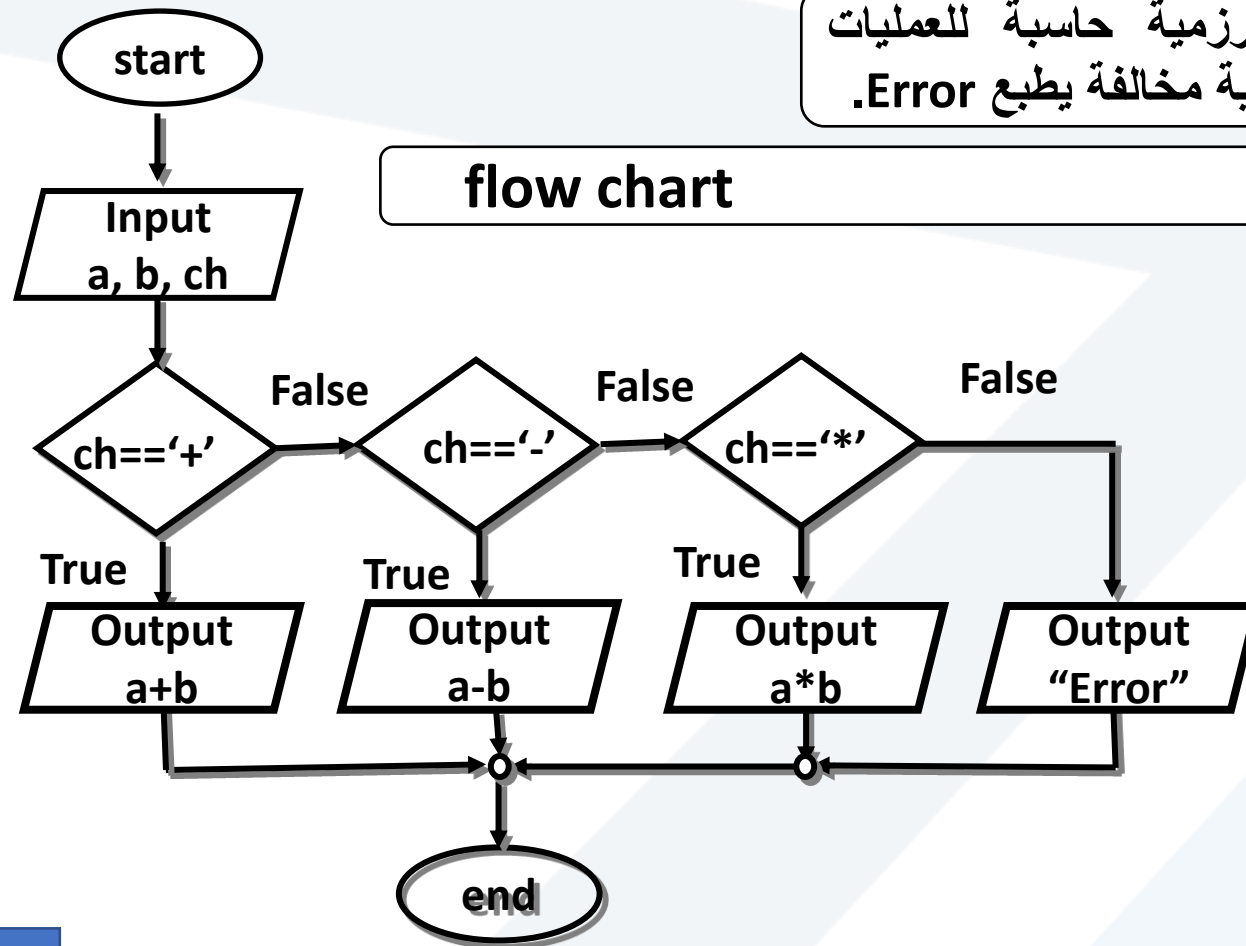 رزمية حاسبة للعمليات
ية مخالفة يطبع Error.
flow chart
start
Input
a, b, ch
ch==‘+’
False
ch==‘-’
False
ch==‘*’
False
True
True
True
Output
a+b
Output
a-b
Output
a*b
Output
“Error”
end